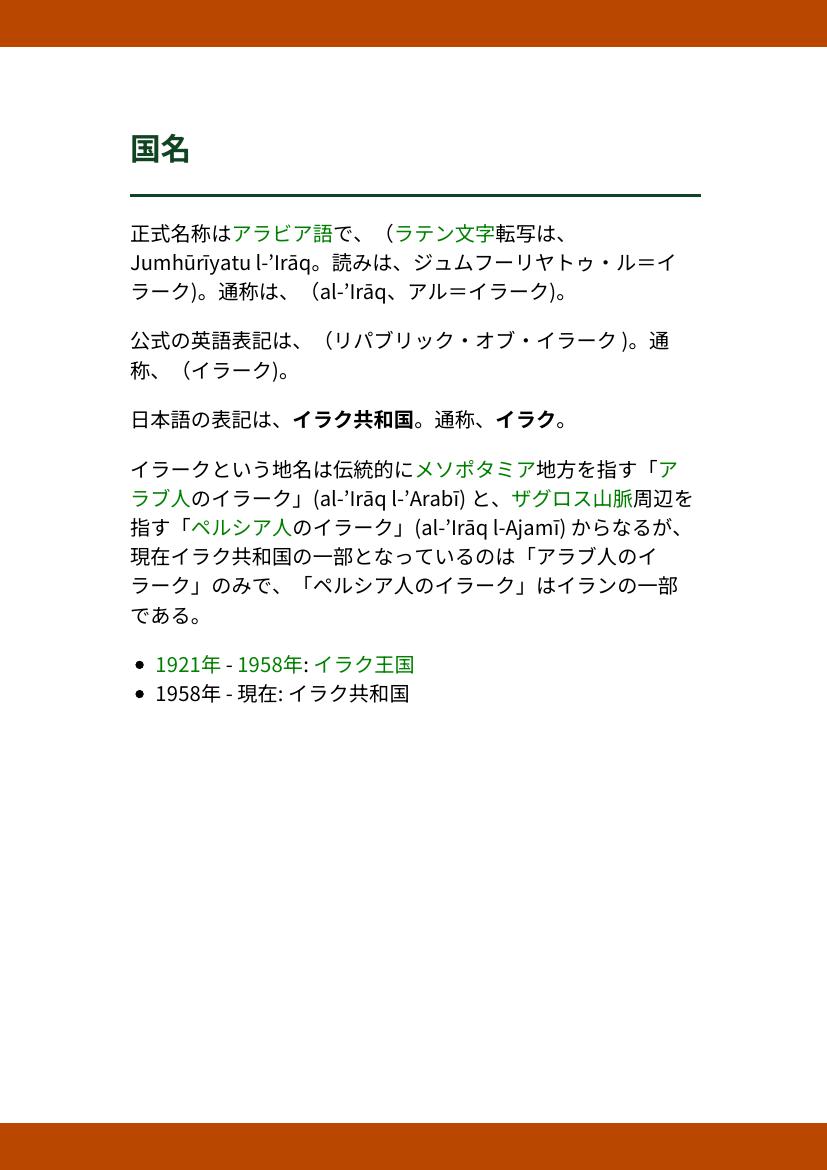 国名
正式名称はアラビア語で、（ラテン文字転写は、
Jumhūrīyatu l-’Irāq。読みは、ジュムフーリヤトゥ・ル＝イ
ラーク)。通称は、（al-’Irāq、アル＝イラーク)。
公式の英語表記は、（リパブリック・オブ・イラーク )。通
称、（イラーク)。
日本語の表記は、イラク共和国。通称、イラク。
イラークという地名は伝統的にメソポタミア地方を指す「ア
ラブ人のイラーク」(al-’Irāq l-’Arabī) と、ザグロス山脈周辺を
指す「ペルシア人のイラーク」(al-’Irāq l-Ajamī) からなるが、
現在イラク共和国の一部となっているのは「アラブ人のイ
ラーク」のみで、「ペルシア人のイラーク」はイランの一部
である。
● 1921年 - 1958年: イラク王国
● 1958年 - 現在: イラク共和国